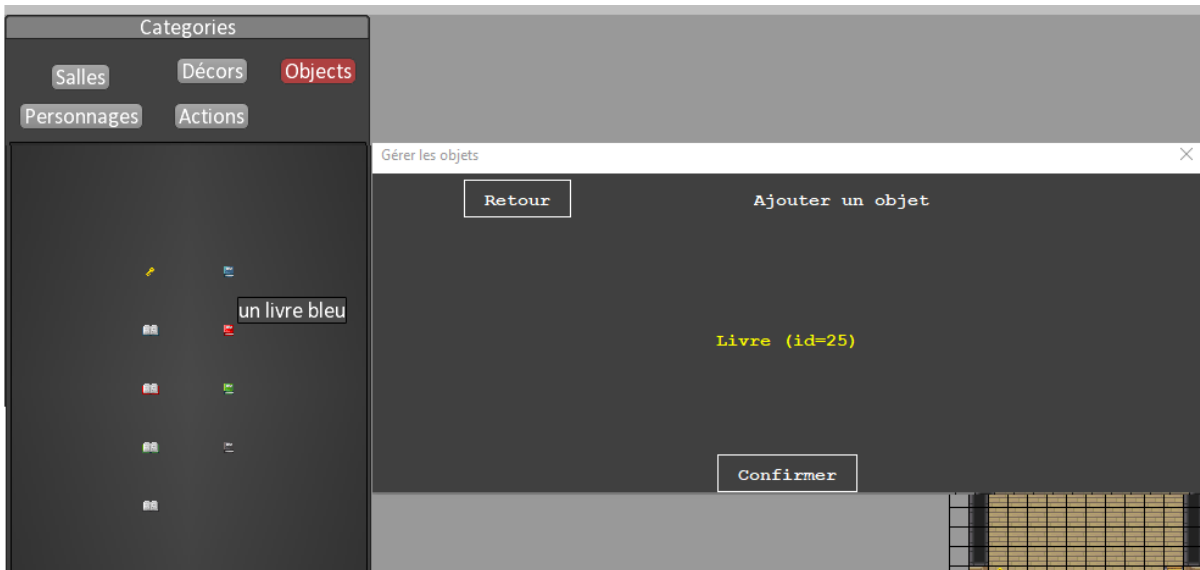 Categories
Salles
Décors
Objects
Personnages
Actions
un livre bleu
Gérer les objets
Retour
Ajouter un objet
Livre (id=25)
Confirmer